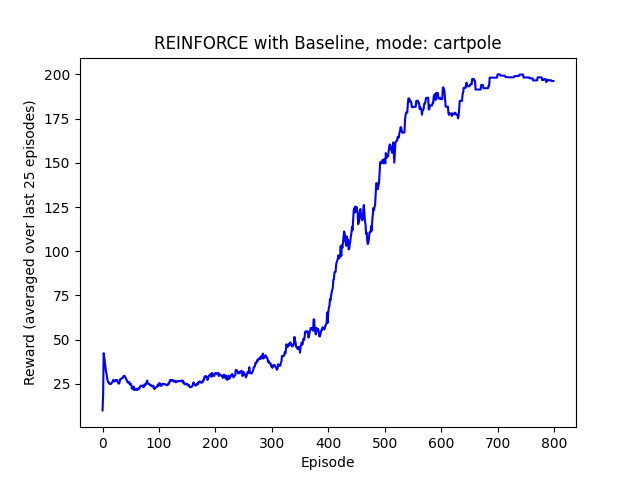 REINFORCE with Baseline, mode: cartpole
200
175
150
125
100
75
50
25
Reward (averaged over last 25 episodes)
0 100 200 300 400 500 600 700 800
Episode